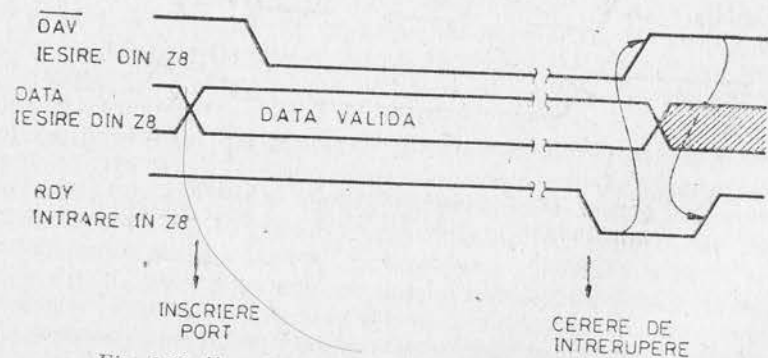 DAV
IESIRE DIN Z8
DATA
IESIRE DIN Z8
DATA VALIDA
RDY
INTRARE IN Z8
INSCRIERE
PORT
CERERE DE
INTRERUPERE